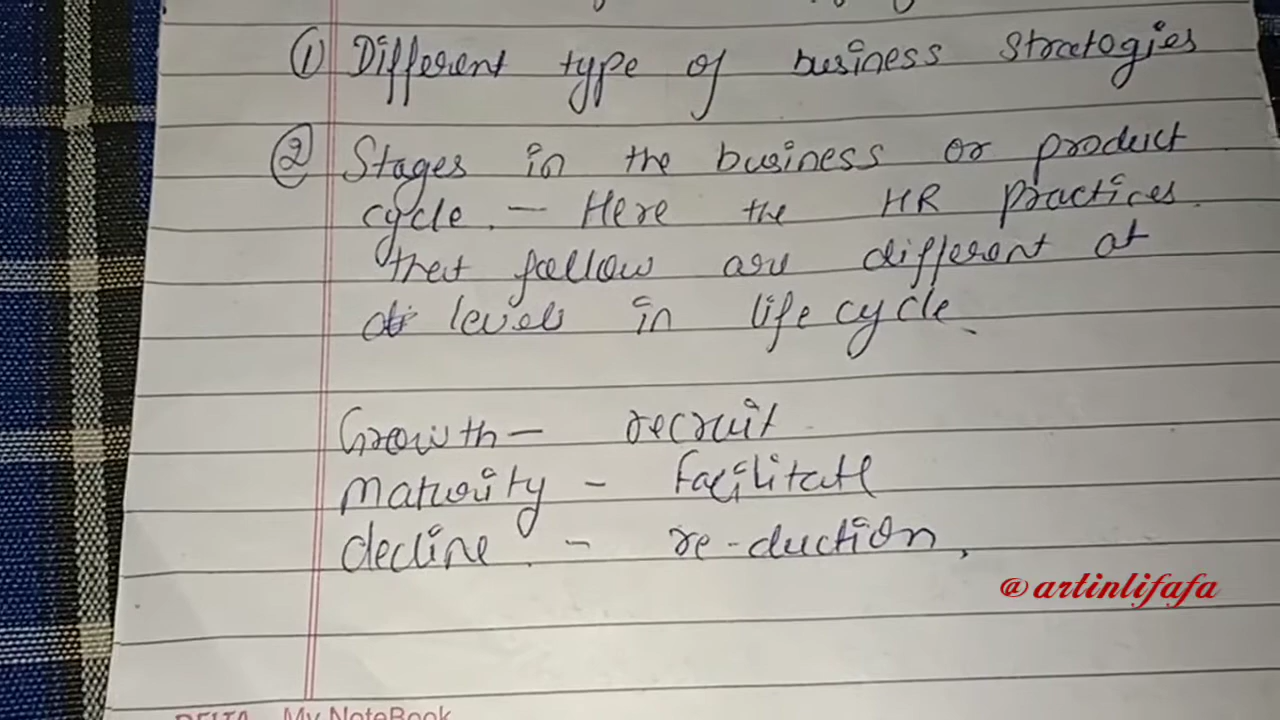 ① Different type of business Stratogies
② Stages in the business or product
cycle. – Here the HR practices.
that follow are different at
levels in life cycle.
Growth – recruit.
Maturity – Facilitate
decline. – re-duction,
@artinlifafa
My NoteBook